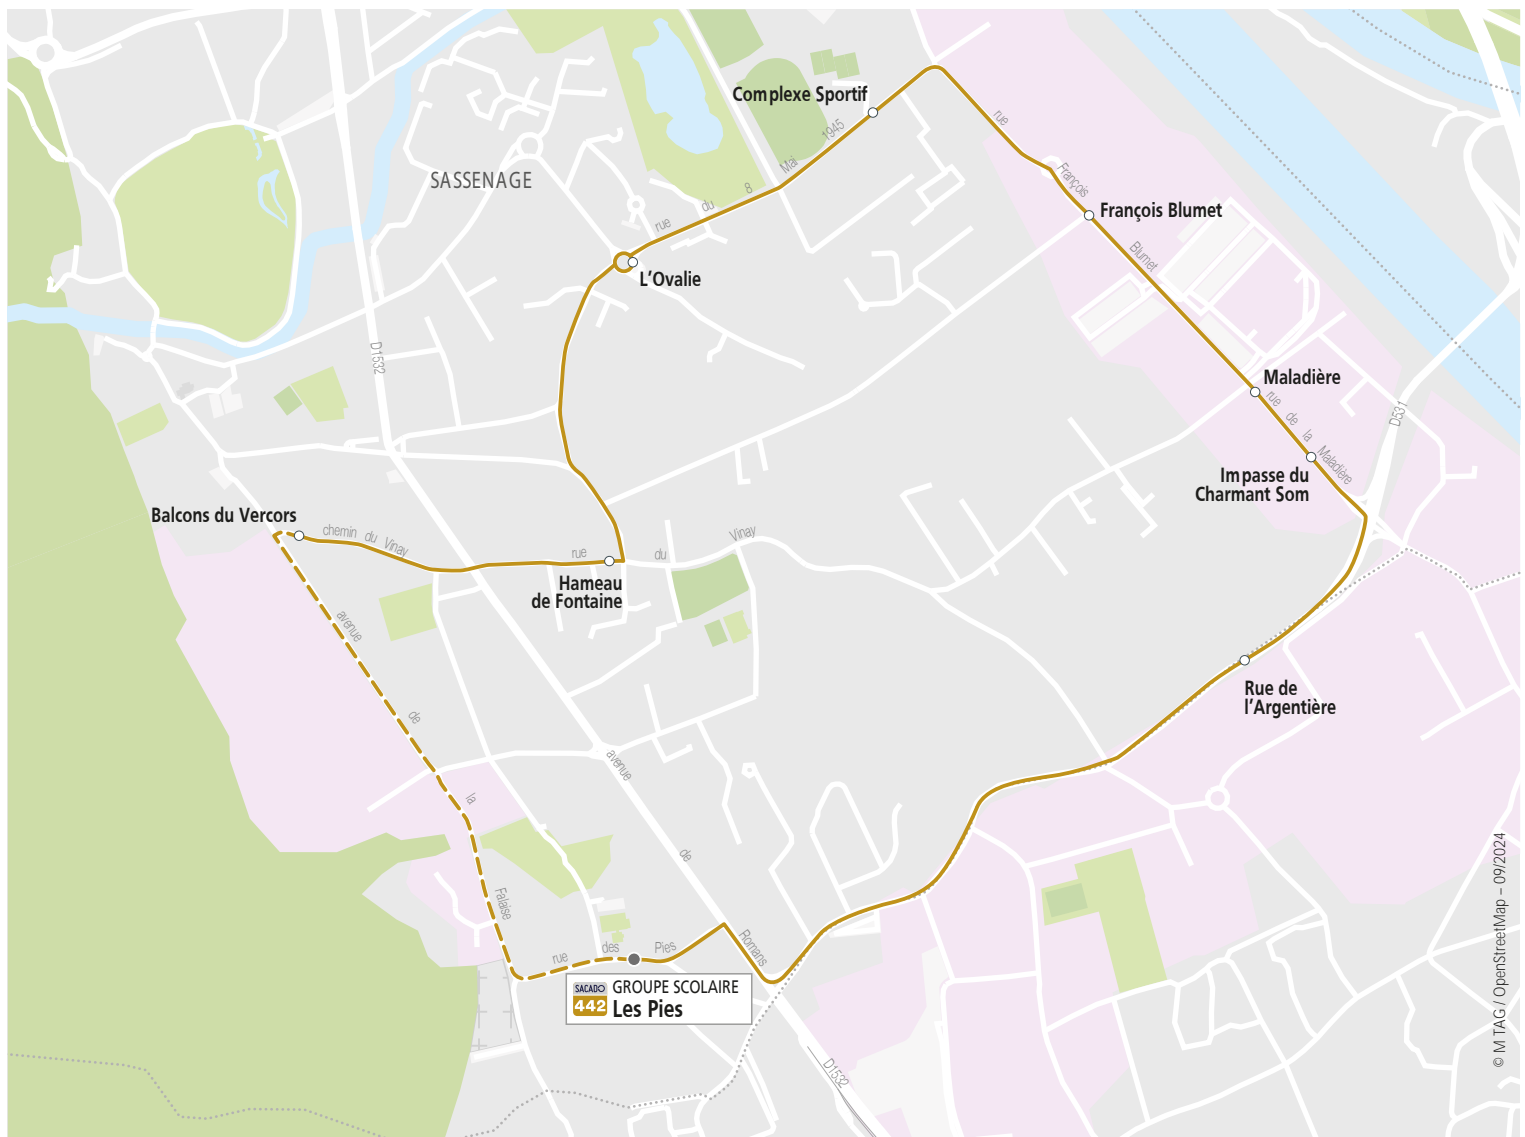 Complexe Sportif
rue du 8 Mai 1945
rue François Blumet
SASSENAGE
François Blumet
L'Ovalie
D1532
Maladière
rue de la Maladière
D531
Impasse du
Charmant Som
Balcons du Vercors
chemin du Vinay
rue du Vinay
Hameau
de Fontaine
avenue de la Falaise
Rue de
l'Argentière
avenue de Romans
rue des Pies
SACADO
442
GROUPE SCOLAIRE
Les Pies
D1532
© M TAG / OpenStreetMap – 09/2024